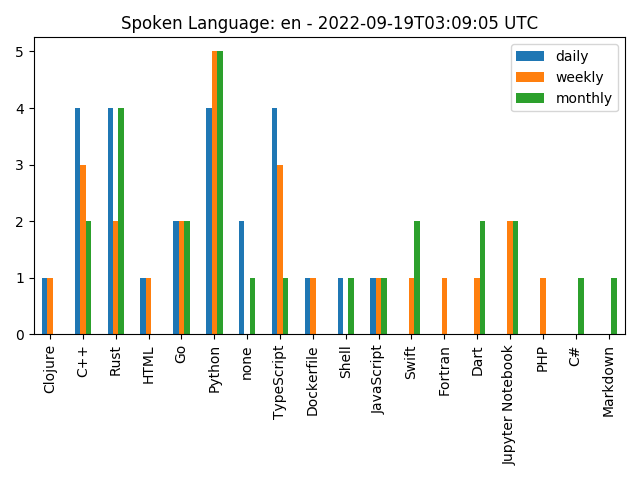 Spoken Language: en - 2022-09-19T03:09:05 UTC
daily
weekly
monthly
5
4
3
2
1
0
Clojure
C++
Rust
HTML
Go
Python
none
TypeScript
Dockerfile
Shell
JavaScript
Swift
Fortran
Dart
Jupyter Notebook
PHP
C#
Markdown